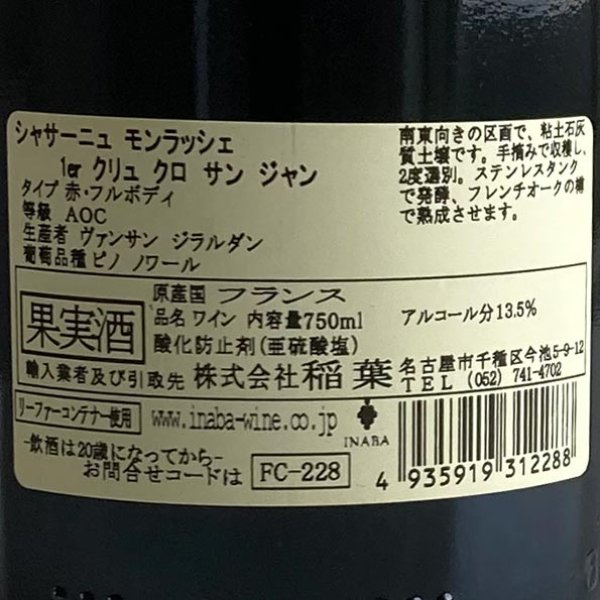 シャサーニュ モンラッシェ
1er クリュ クロ サン ジャン
タイプ 赤・フルボディ
等級 AOC
生産者 ヴァンサン ジラルダン
葡萄品種ピノ ノワール
南東向きの区画で、粘土石灰
質土壌です。手摘みで収穫し、
2度選別。ステンレスタンク
で発酵、フレンチオークの樽
で熟成させます。
果実酒
原産国 フランス
品名 ワイン 内容量750ml
酸化防止剤(亜硫酸塩)
アルコール分13.5%
輸入業者及び引取先 株式会社稲葉
名古屋市千種区今池5-9-12
TEL (052) 741-4702
リーファーコンテナー使用
www.inaba-wine.co.jp
INABA
-飲酒は20歳になってから-
お問合せコードは FC-228
4 935919 312288